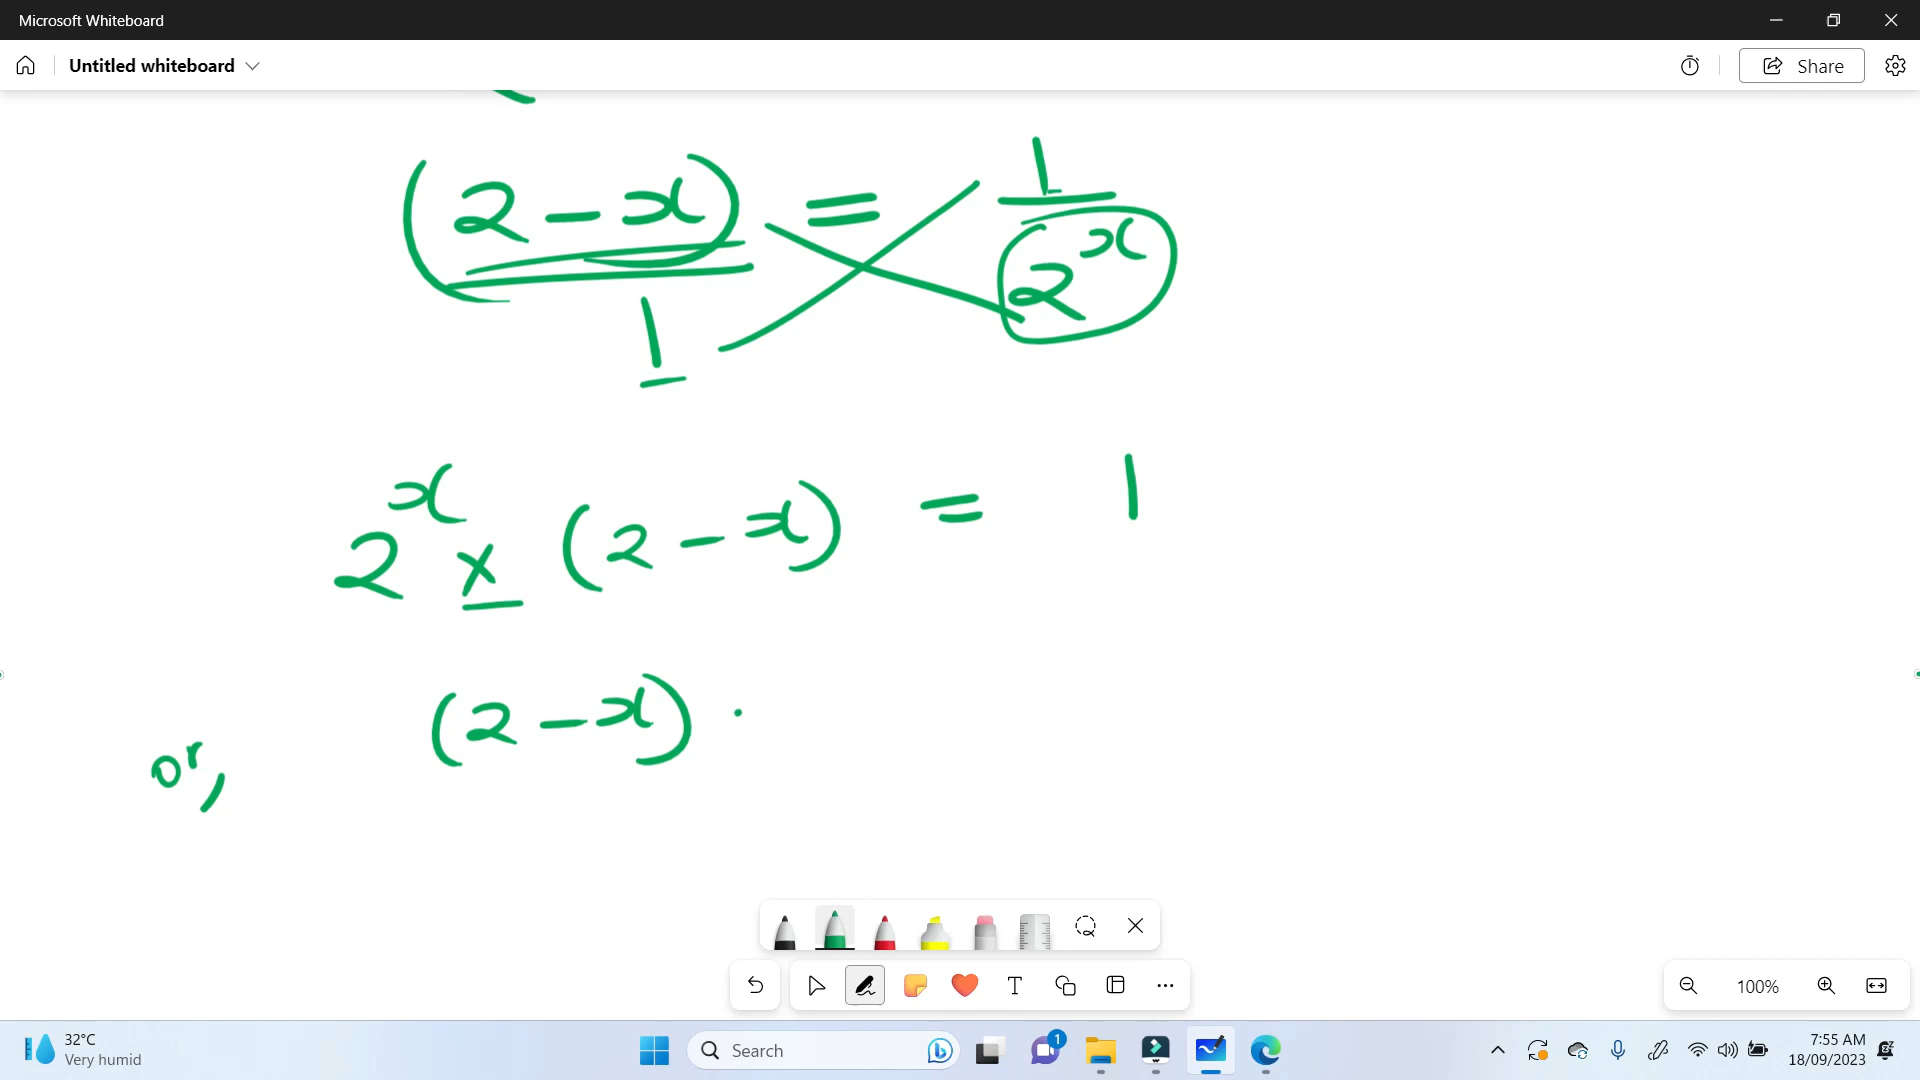 Microsoft Whiteboard
Untitled whiteboard
Share
(2 - x) / 1 = 1 / 2^x
2^x × (2 - x) = 1
or, (2 - x) ·
100%
32°C
Very humid
Search
1
7:55 AM
18/09/2023